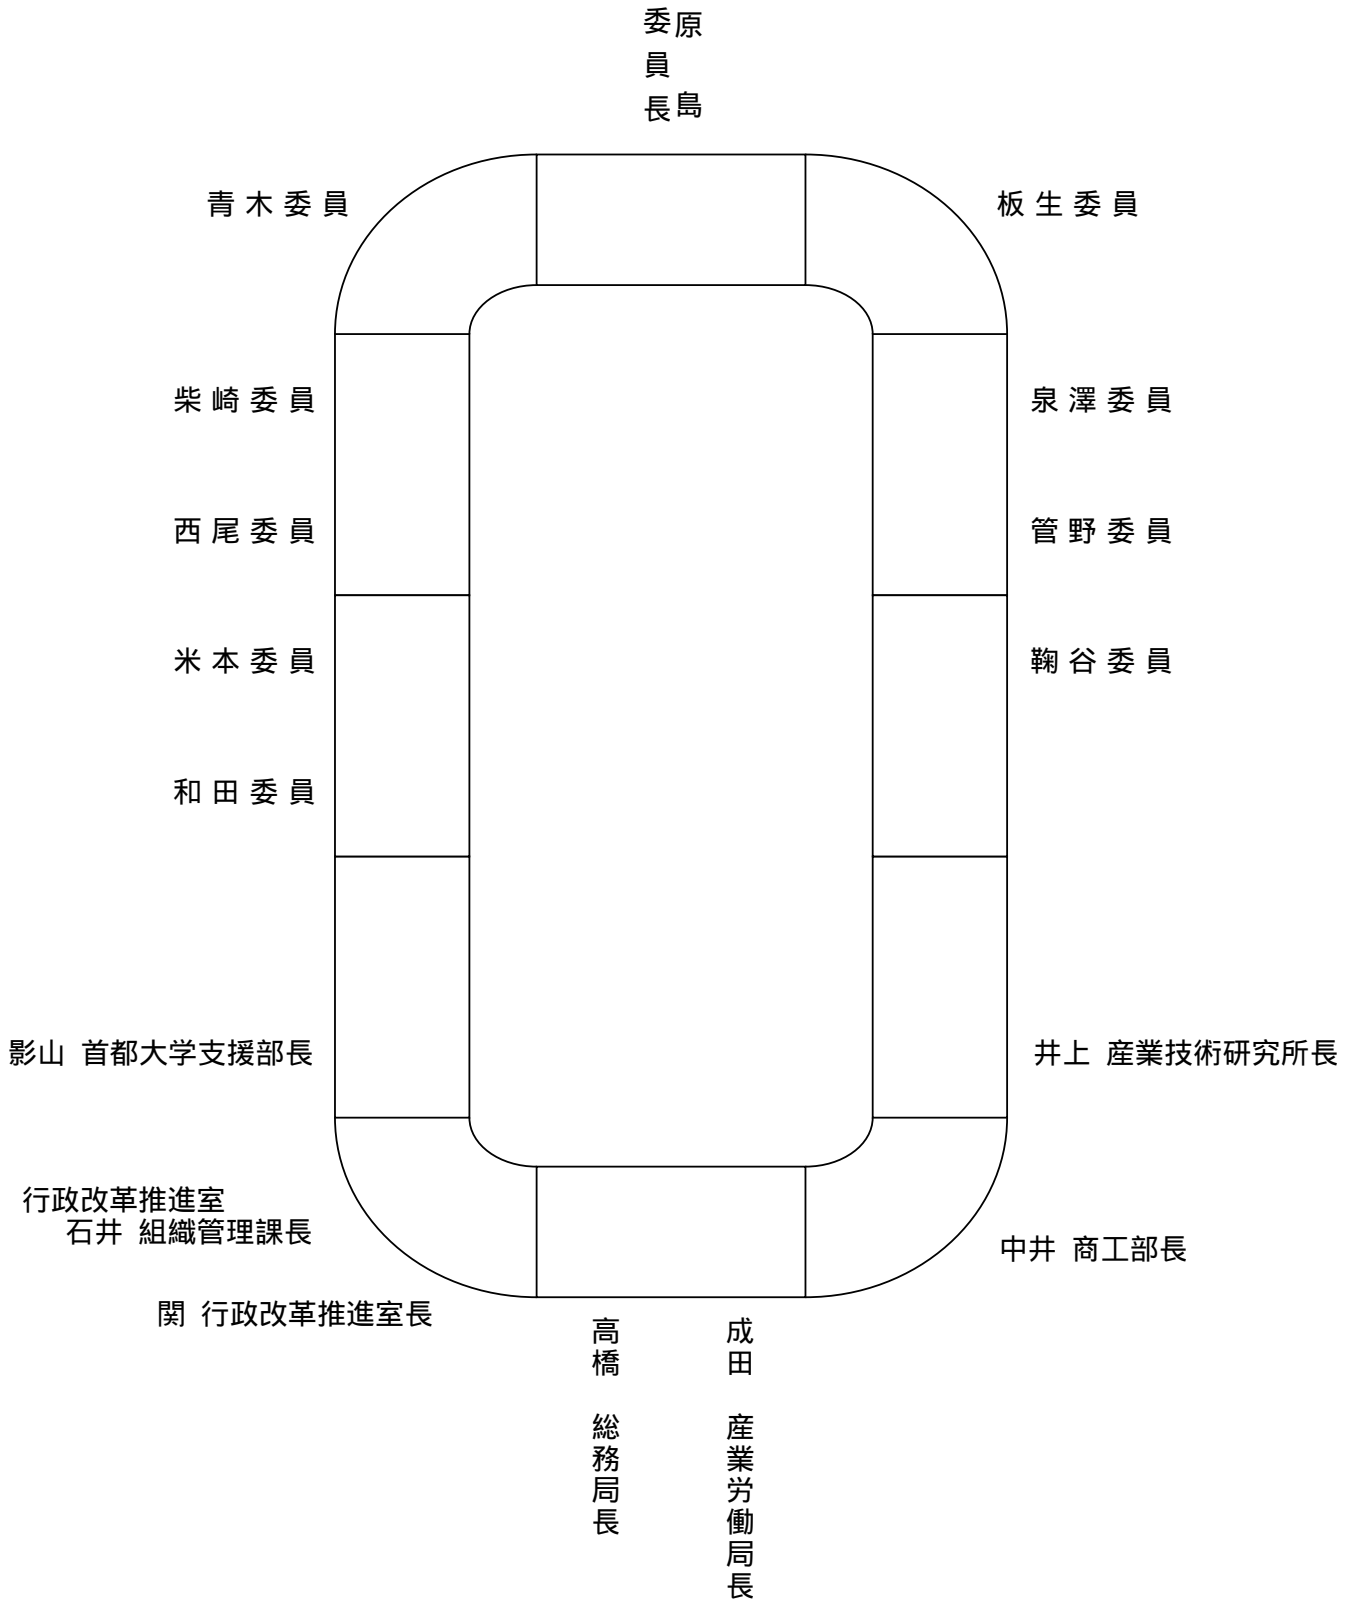 原島
委員長
青木委員
板生委員
柴崎委員
泉澤委員
西尾委員
管野委員
米本委員
鞠谷委員
和田委員
影山 首都大学支援部長
井上 産業技術研究所長
行政改革推進室
石井 組織管理課長
中井 商工部長
関 行政改革推進室長
高橋 総務局長
成田 産業労働局長